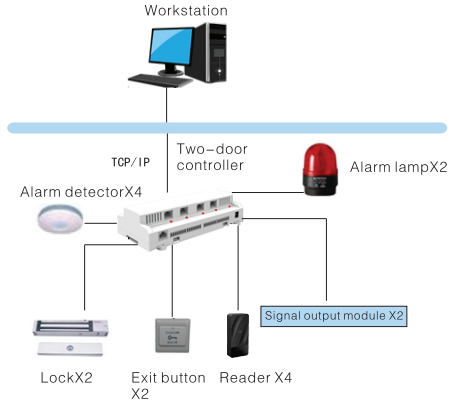 Workstation
TCP/IP
Two-door
controller
Alarm lampX2
Alarm detectorX4
Signal output module X2
LockX2
Exit button
X2
Reader X4